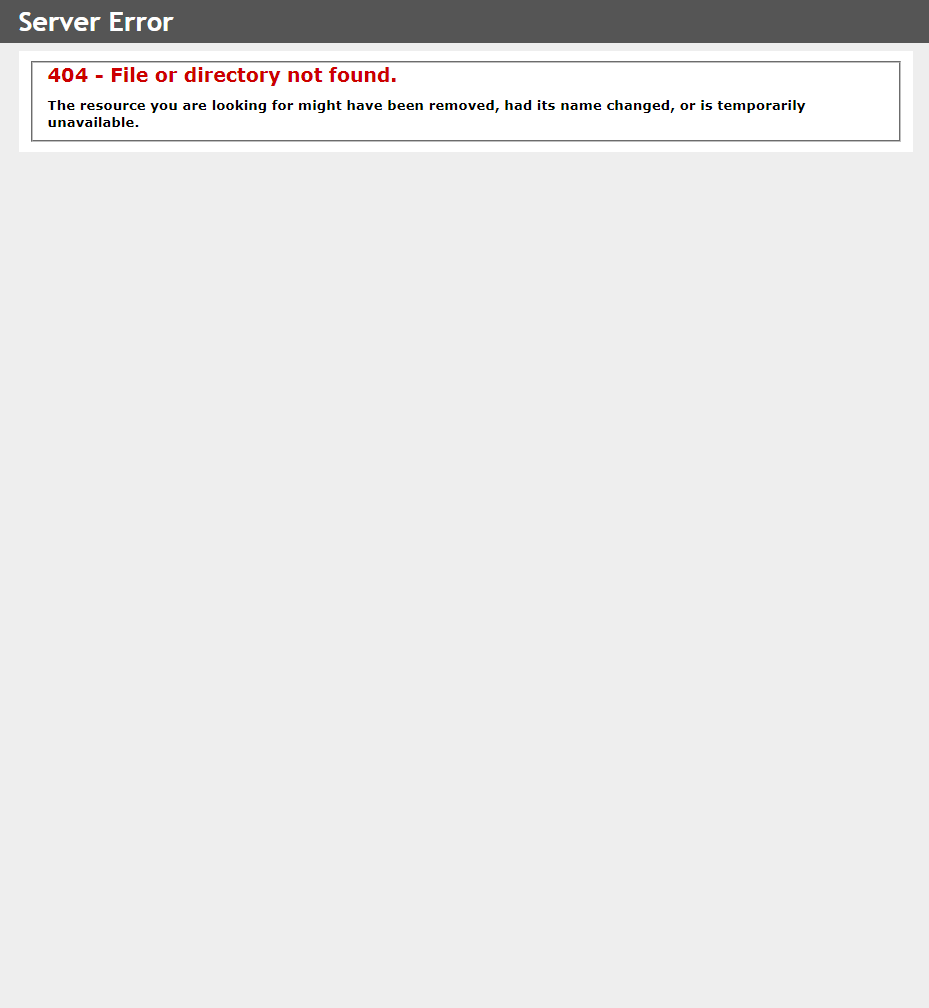 Server Error
404 - File or directory not found.
The resource you are looking for might have been removed, had its name changed, or is temporarily
unavailable.